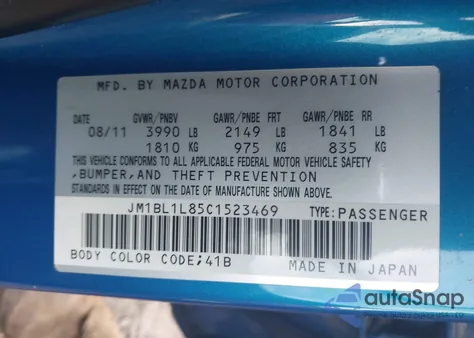 MFD. BY MAZDA MOTOR CORPORATION
DATE GVWR/PNBV GAWR/PNBE FRT GAWR/PNBE RR
08/11 3990 LB 2149 LB 1841 LB
1810 KG 975 KG 835 KG
THIS VEHICLE CONFORMS TO ALL APPLICABLE FEDERAL MOTOR VEHICLE SAFETY
,BUMPER,AND THEFT PREVENTION
STANDARDS IN EFFECT ON THE DATE OF MANUFACTURE SHOWN ABOVE.
JM1BL1L85C1523469 TYPE:PASSENGER
BODY COLOR CODE;41B MADE IN JAPAN
autoSnap